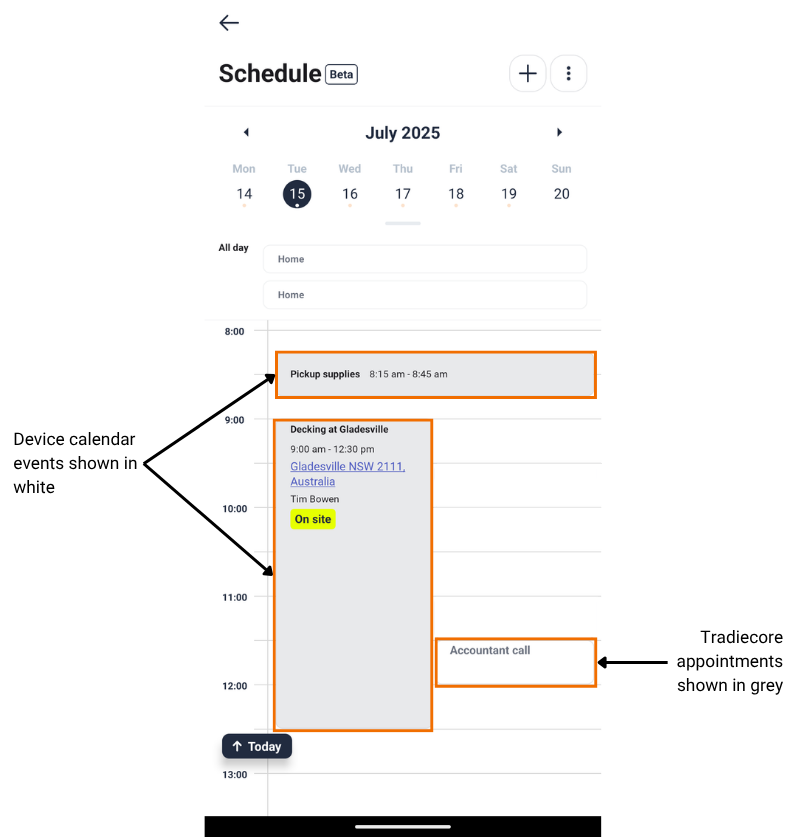 Schedule Beta
July 2025
Mon Tue Wed Thu Fri Sat Sun
14 15 16 17 18 19 20
All day
Home
Home
8:00
Pickup supplies 8:15 am - 8:45 am
9:00
Decking at Gladesville
9:00 am - 12:30 pm
Gladesville NSW 2111,
Australia
Tim Bowen
On site
Device calendar
events shown in
white
10:00
11:00
Accountant call
Tradiecore
appointments
shown in grey
12:00
Today
13:00